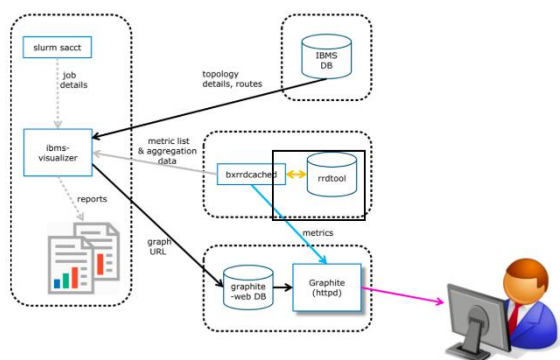 slurm sacct
job
details
ibms-
visualizer
reports
topology
details, routes
IBMS
DB
metric list
& aggregation
data
bxrrdcached
rrdtool
metrics
graph
URL
graphite
-web DB
Graphite
(httpd)